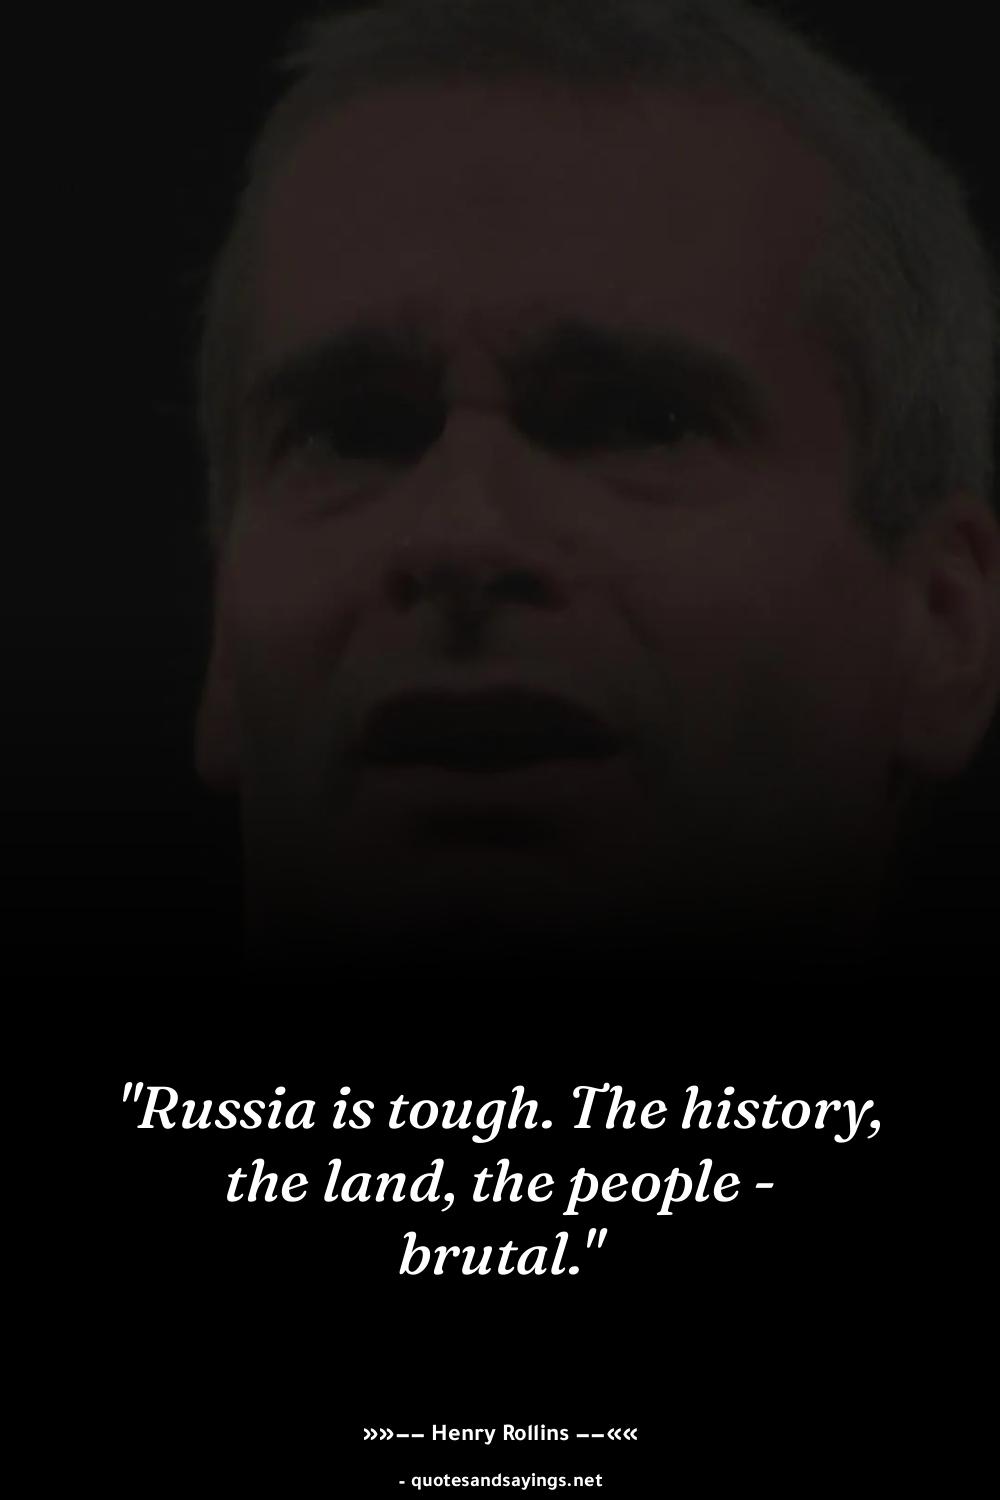 "Russia is tough. The history,
the land, the people -
brutal."
»»–– Henry Rollins ––««
- quotesandsayings.net